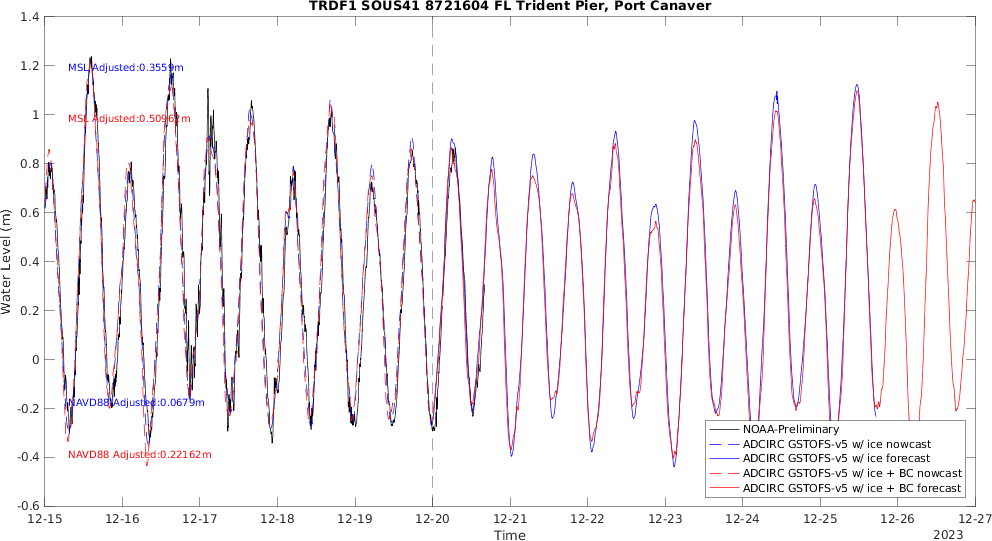 TRDF1 SOUS41 8721604 FL Trident Pier, Port Canaver
1.4
1.2
1
0.8
0.6
0.4
0.2
0
-0.2
-0.4
-0.6
Water Level (m)
MSL Adjusted:0.3559m
MSL Adjusted:0.50962m
NAVD88 Adjusted:0.0679m
NAVD88 Adjusted:0.22162m
NOAA-Preliminary
ADCIRC GSTOFS-v5 w/ ice nowcast
ADCIRC GSTOFS-v5 w/ ice forecast
ADCIRC GSTOFS-v5 w/ ice + BC nowcast
ADCIRC GSTOFS-v5 w/ ice + BC forecast
12-15 12-16 12-17 12-18 12-19 12-20 12-21 12-22 12-23 12-24 12-25 12-26 12-27
Time
2023